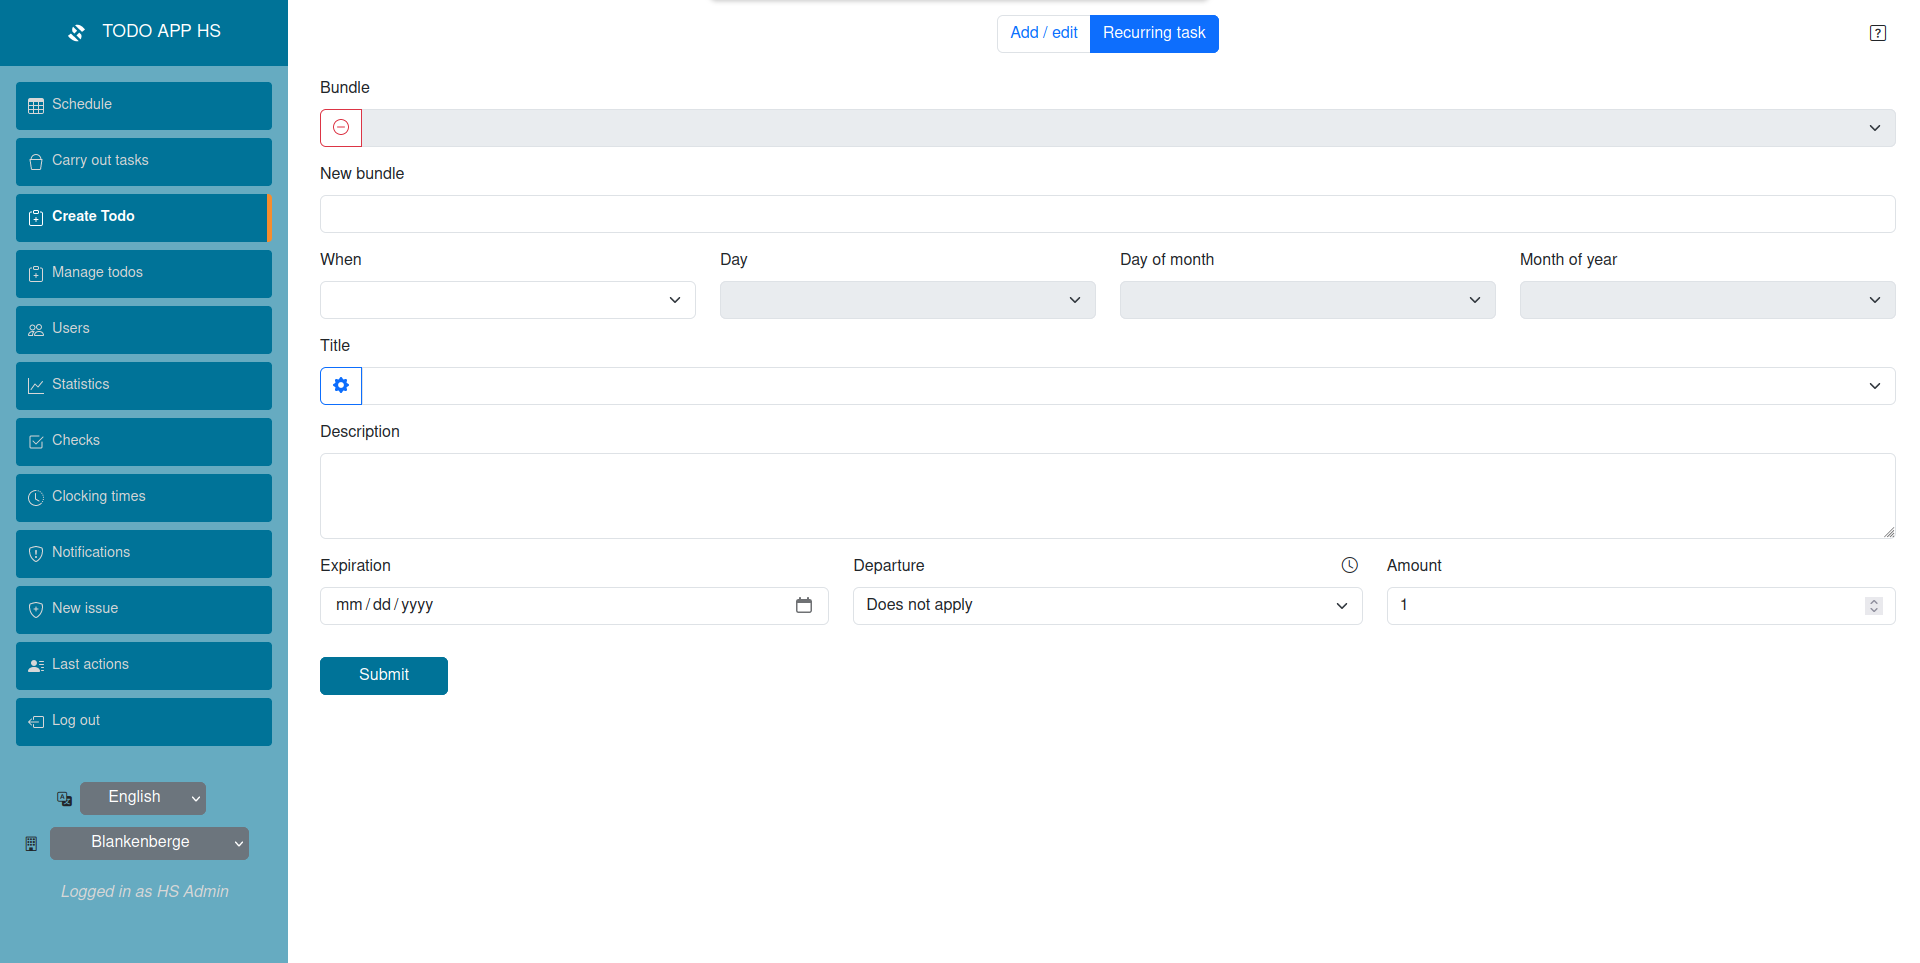 TODO APP HS
Add / edit
Recurring task
Schedule
Carry out tasks
Create Todo
Manage todos
Users
Statistics
Checks
Clocking times
Notifications
New issue
Last actions
Log out
English
Blankenberge
Logged in as HS Admin
Bundle
New bundle
When
Day
Day of month
Month of year
Title
Description
Expiration
Departure
Amount
mm/dd/yyyy
Does not apply
1
Submit